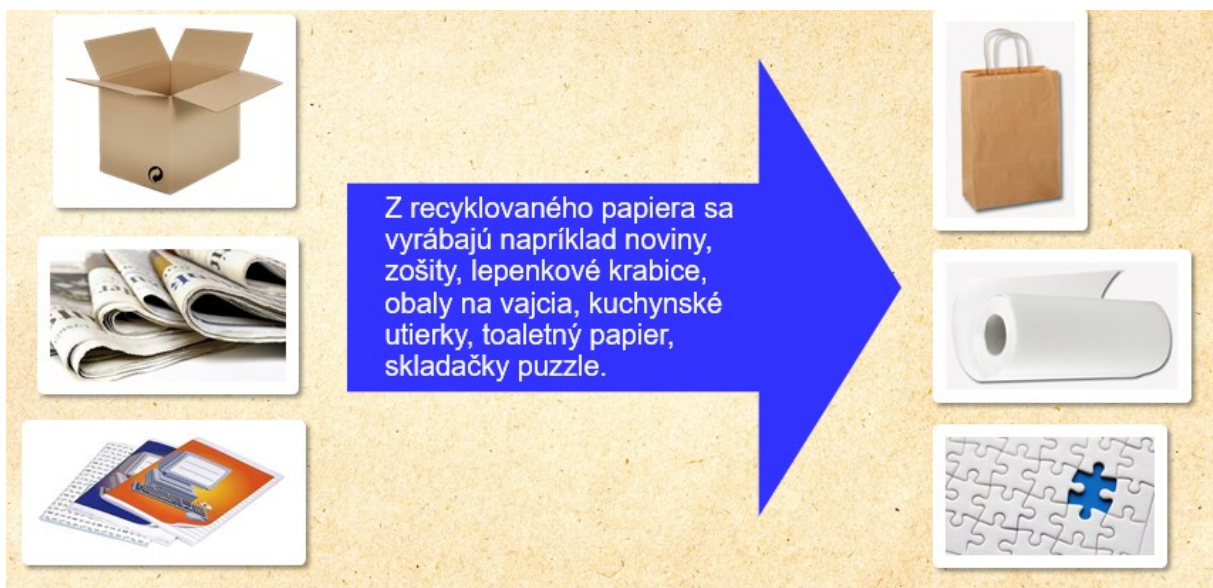 Z recyklovaného papiera sa
vyrábajú napríklad noviny,
zošity, lepenkové krabice,
obaly na vajcia, kuchynské
utierky, toaletný papier,
skladačky puzzle.